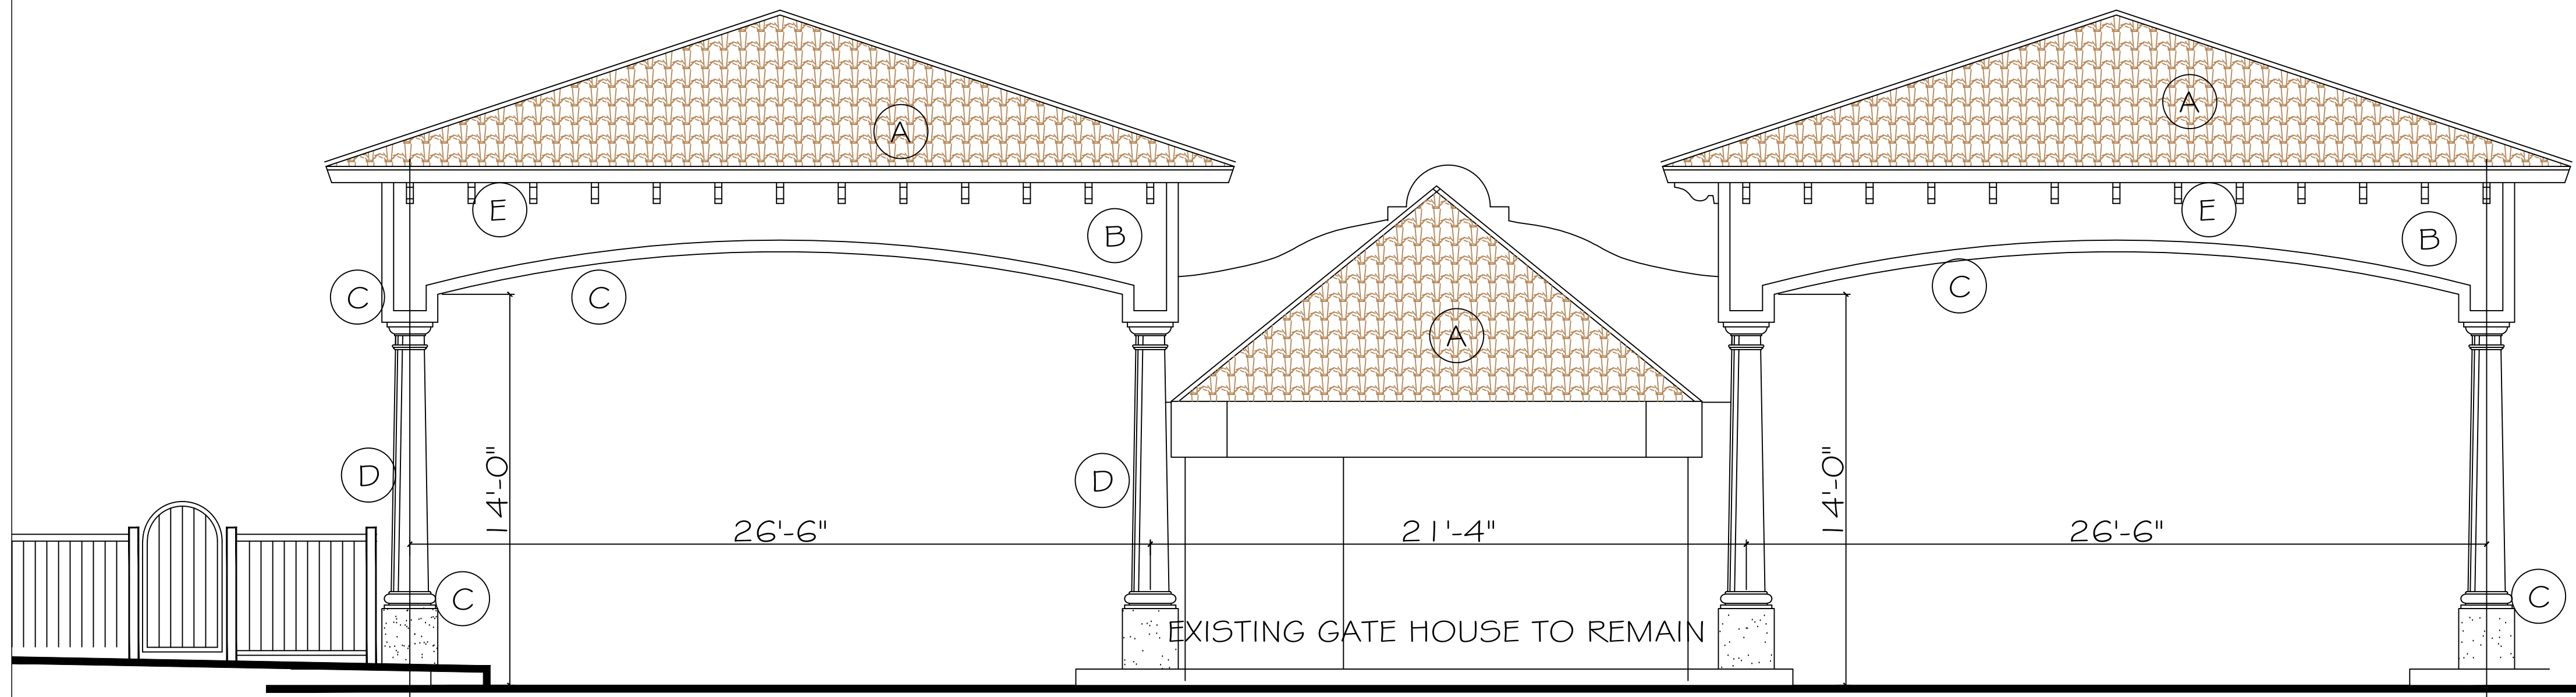 A
A
E
E
B
B
C
C
C
A
D
D
14'-0"
14'-0"
26'-6"
21'-4"
26'-6"
C
C
EXISTING GATE HOUSE TO REMAIN